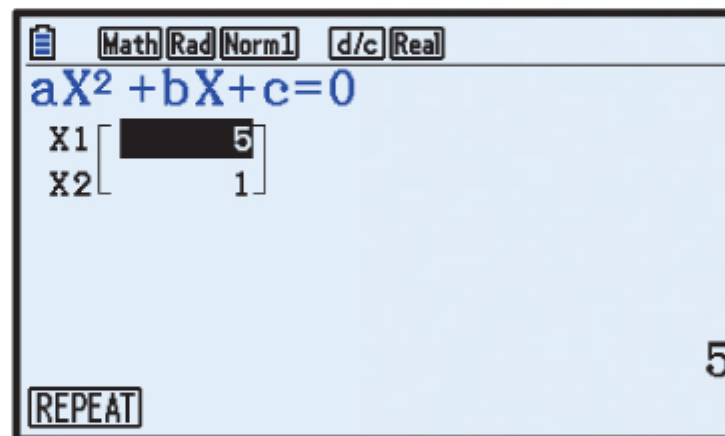 Math Rad Norm1 d/c Real
aX² +bX+c=0
X1 5
X2 1
5
REPEAT